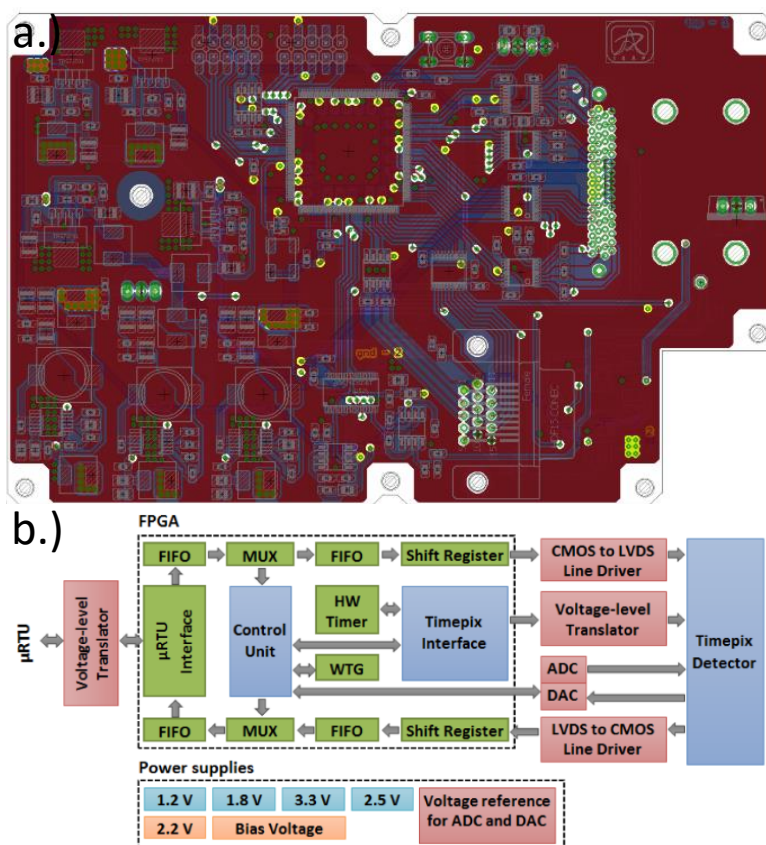 a.)
gnd
Female
b.)
FPGA
FIFO MUX FIFO Shift Register CMOS to LVDS Line Driver
µRTU Voltage-level Translator µRTU Interface Control Unit HW Timer Timepix Interface Voltage-level Translator Timepix Detector
WTG ADC
DAC
FIFO MUX FIFO Shift Register LVDS to CMOS Line Driver
Power supplies
1.2 V 1.8 V 3.3 V 2.5 V Voltage reference for ADC and DAC
2.2 V Bias Voltage